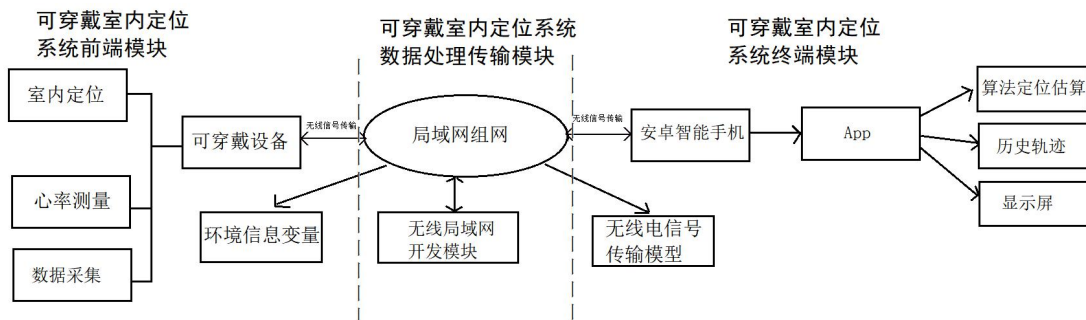 可穿戴室内定位
系统前端模块
可穿戴室内定位系统
数据处理传输模块
可穿戴室内定位
系统终端模块
室内定位
心率测量
数据采集
可穿戴设备
无线信号传输
局域网组网
环境信息变量
无线局域网
开发模块
无线电信号
传输模型
无线信号传输
安卓智能手机
App
算法定位估算
历史轨迹
显示屏